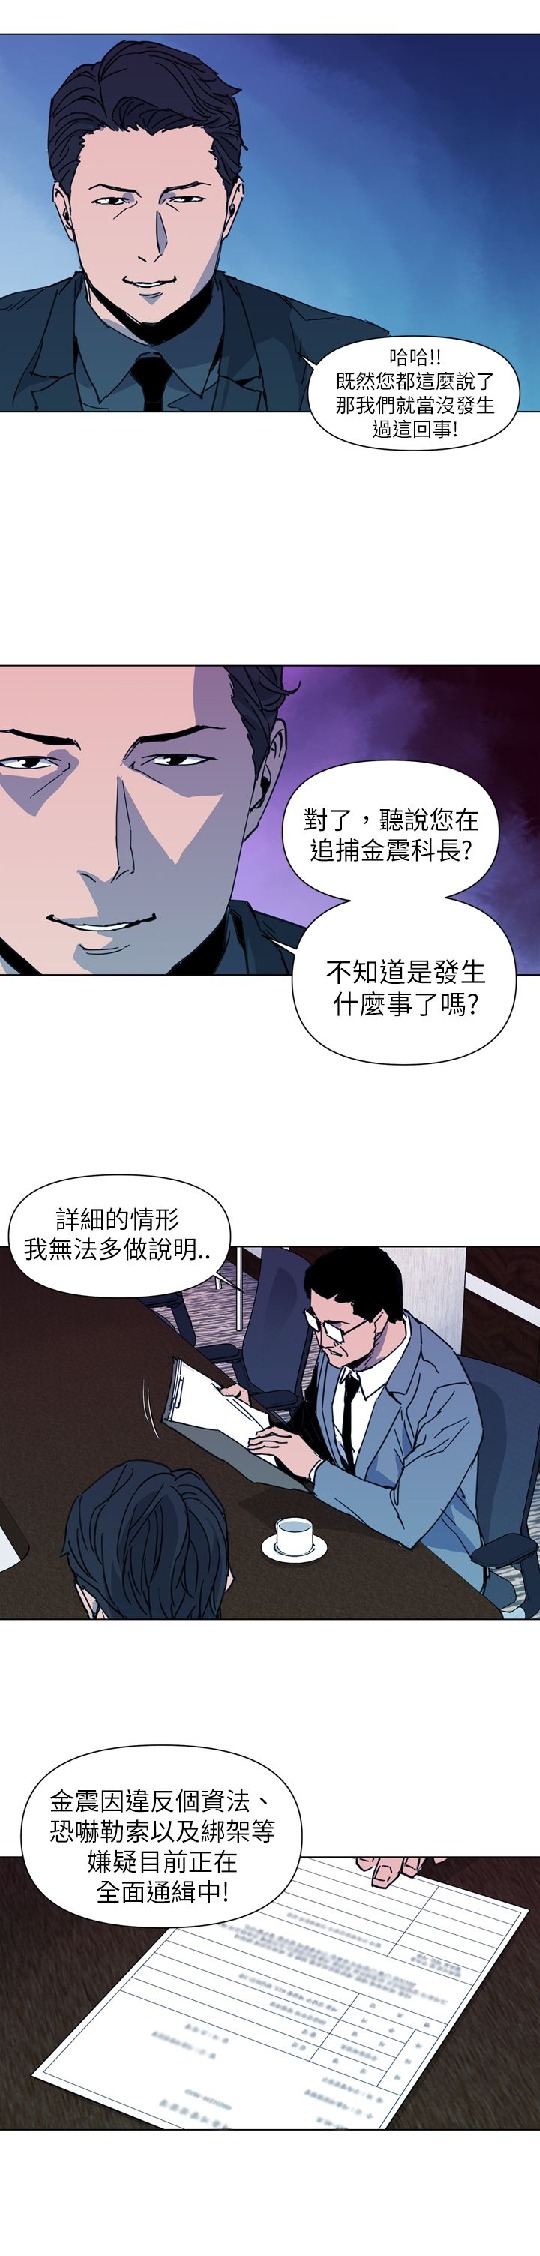 哈哈!!
既然您都這麼說了
那我們就當沒發生
過這回事!
對了，聽說您在
追捕金震科長?
不知道是發生
什麼事了嗎?
詳細的情形
我無法多做說明..
金震因違反個資法、
恐嚇勒索以及綁架等
嫌疑目前正在
全面通緝中!